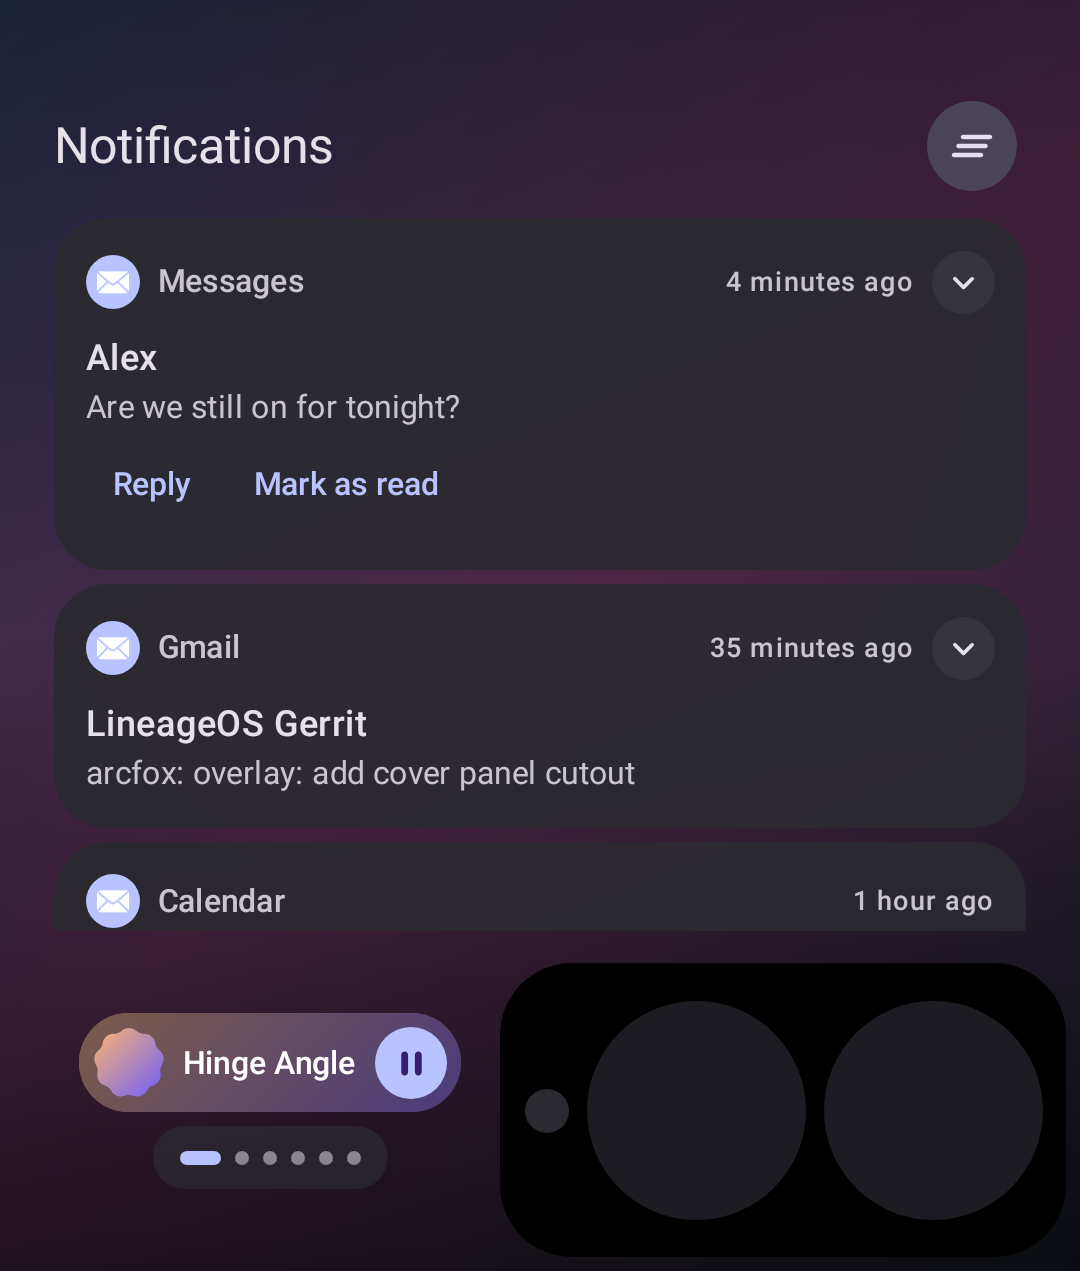 Notifications
Messages
4 minutes ago
Alex
Are we still on for tonight?
Reply
Mark as read
Gmail
35 minutes ago
LineageOS Gerrit
arcfox: overlay: add cover panel cutout
Calendar
1 hour ago
Hinge Angle